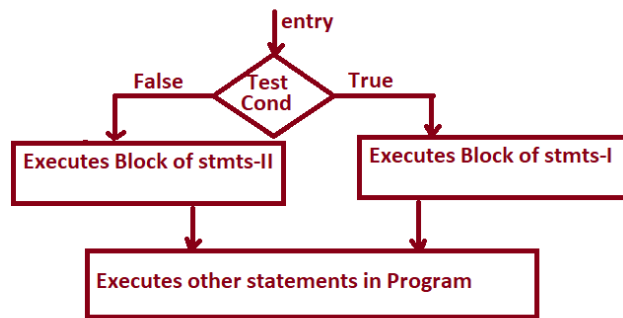 entry
False
Test
True
Cond
Executes Block of stmts-II
Executes Block of stmts-I
Executes other statements in Program